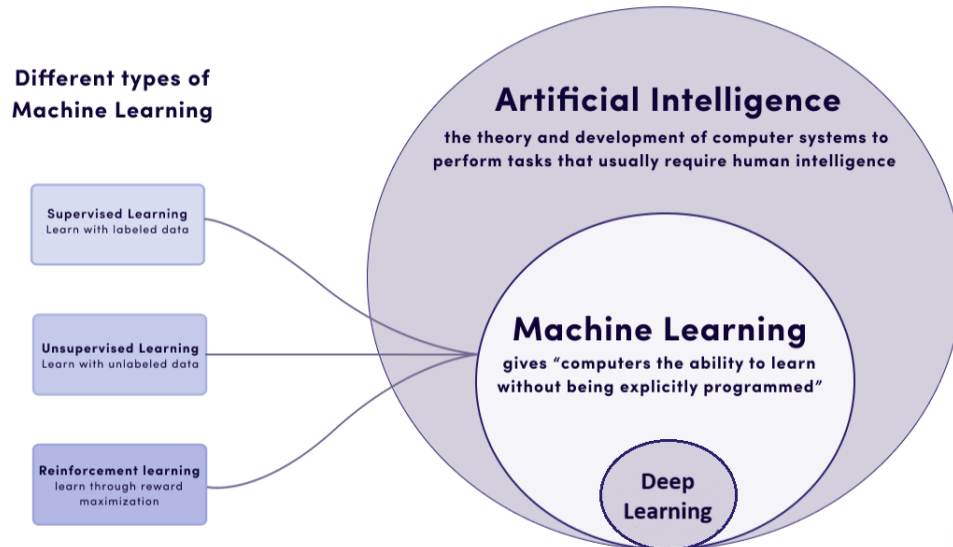 Different types of
Machine Learning
Supervised Learning
Learn with labeled data
Unsupervised Learning
Learn with unlabeled data
Reinforcement learning
learn through reward
maximization
Artificial Intelligence
the theory and development of computer systems to
perform tasks that usually require human intelligence
Machine Learning
gives “computers the ability to learn
without being explicitly programmed”
Deep
Learning